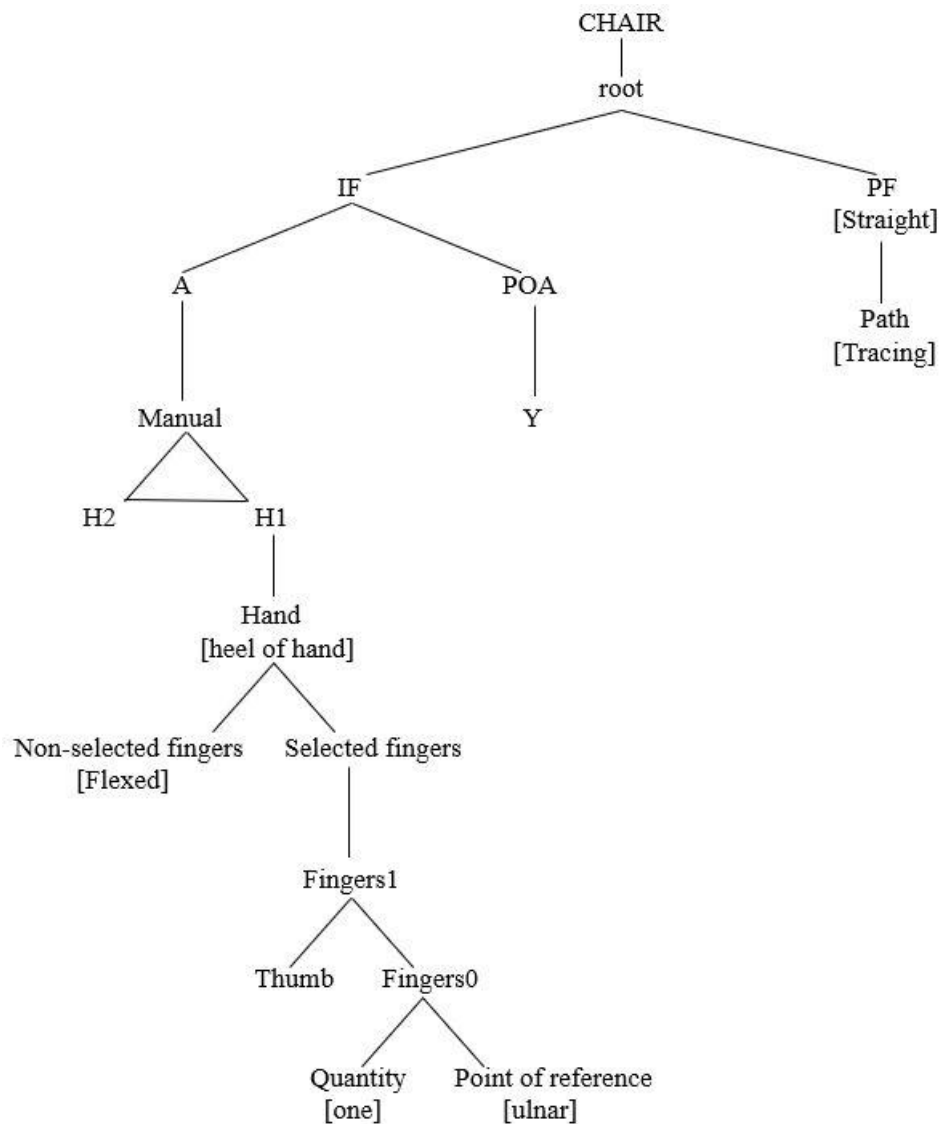 CHAIR
root
IF
PF
[Straight]
A
POA
Path
[Tracing]
Manual
Y
H2
H1
Hand
[heel of hand]
Non-selected fingers
[Flexed]
Selected fingers
Fingers1
Thumb
Fingers0
Quantity
[one]
Point of reference
[ulnar]